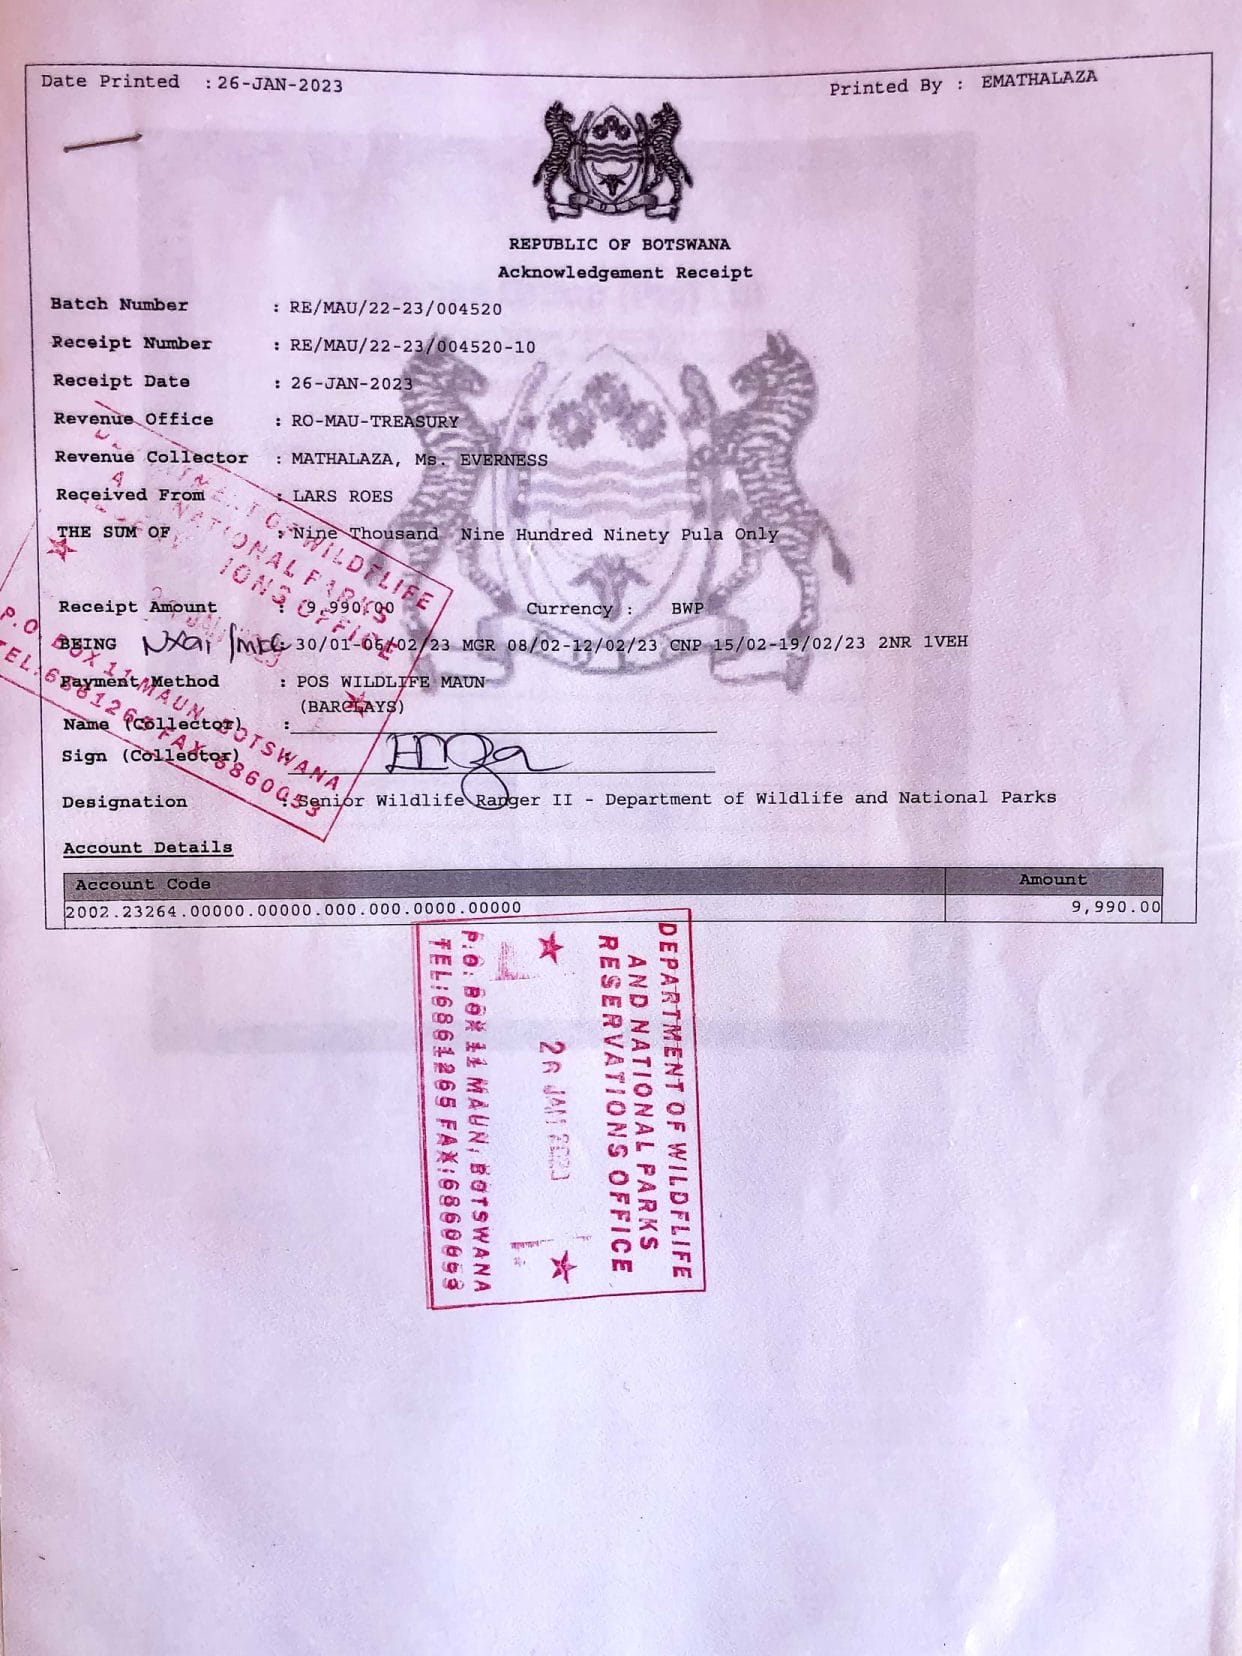 Date Printed : 26-JAN-2023
Printed By : EMATHALAZA
PULA
REPUBLIC OF BOTSWANA
Acknowledgement Receipt
Batch Number : RE/MAU/22-23/004520
Receipt Number : RE/MAU/22-23/004520-10
Receipt Date : 26-JAN-2023
Revenue Office : RO-MAU-TREASURY
Revenue Collector : MATHALAZA, Ms. EVERNESS
Received From : LARS ROES
THE SUM OF : Nine Thousand Nine Hundred Ninety Pula Only
Receipt Amount : 9,990.00 Currency : BWP
BEING Nxai : 30/01-06/02/23 MGR 08/02-12/02/23 CNP 15/02-19/02/23 2NR 1VEH
Payment Method : POS WILDLIFE MAUN
(BARCLAYS)
Name (Collector) :
Sign (Collector) :
Designation : Senior Wildlife Ranger II - Department of Wildlife and National Parks
Account Details
Account Code Amount
2002.23264.00000.00000.000.000.0000.00000 9,990.00
DEPARTMENT OF WILDFLIFE
AND NATIONAL PARKS
RESERVATIONS OFFICE
26 JAN 2023
P.O. BOX 11 MAUN, BOTSWANA
TEL:6861265 FAX:6860053